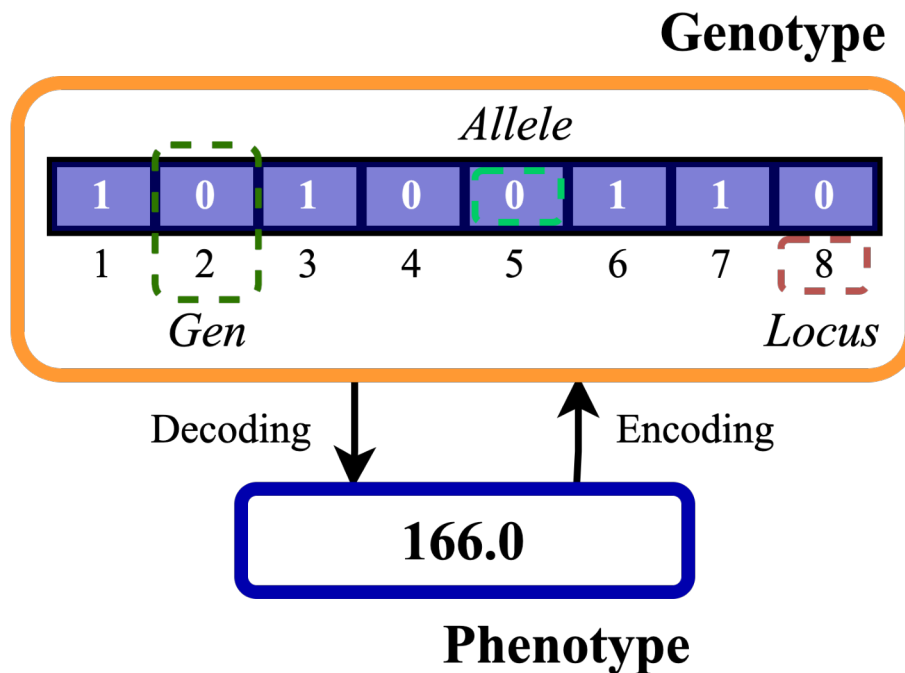 Genotype
Allele
1 0 1 0 0 1 1 0
1 2 3 4 5 6 7 8
Gen Locus
Decoding Encoding
166.0
Phenotype